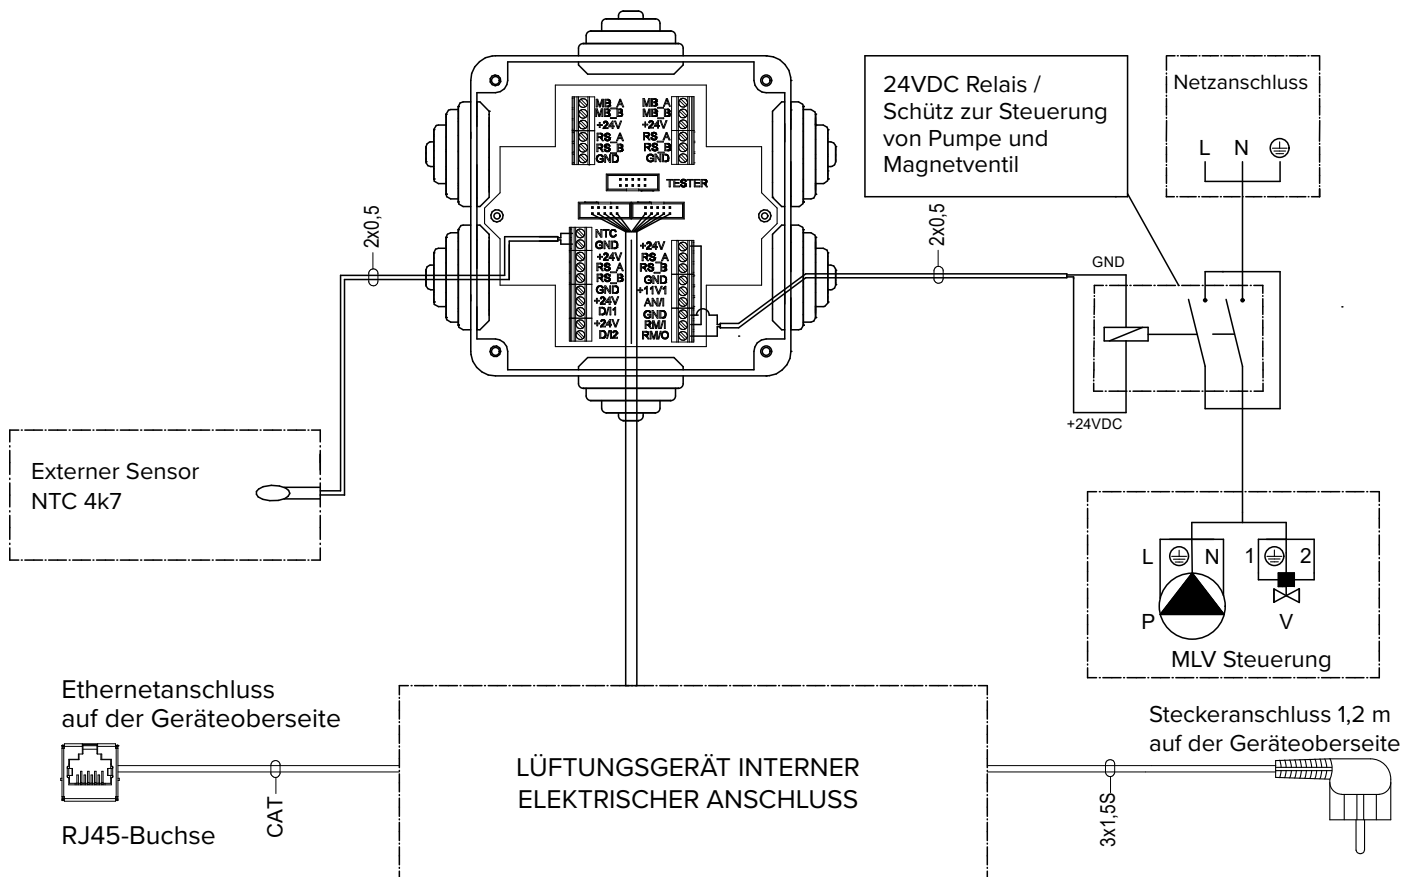 MB_A
MB_B
+24V
RS_A
RS_B
GND
MB_A
MB_B
+24V
RS_A
RS_B
GND
TESTER
NTC
GND
+24V
RS_A
RS_B
GND
+24V
D/I1
+24V
D/I2
+24V
RS_A
RS_B
GND
+11V1
AN/I
GND
RM/I
RM/O
2x0,5
2x0,5
24VDC Relais /
Schütz zur Steuerung
von Pumpe und
Magnetventil
Netzanschluss
L N
GND
+24VDC
Externer Sensor
NTC 4k7
L N 1 2
P V
MLV Steuerung
Ethernetanschluss
auf der Geräteoberseite
RJ45-Buchse
CAT
LÜFTUNGSGERÄT INTERNER
ELEKTRISCHER ANSCHLUSS
3x1,5S
Steckeranschluss 1,2 m
auf der Geräteoberseite